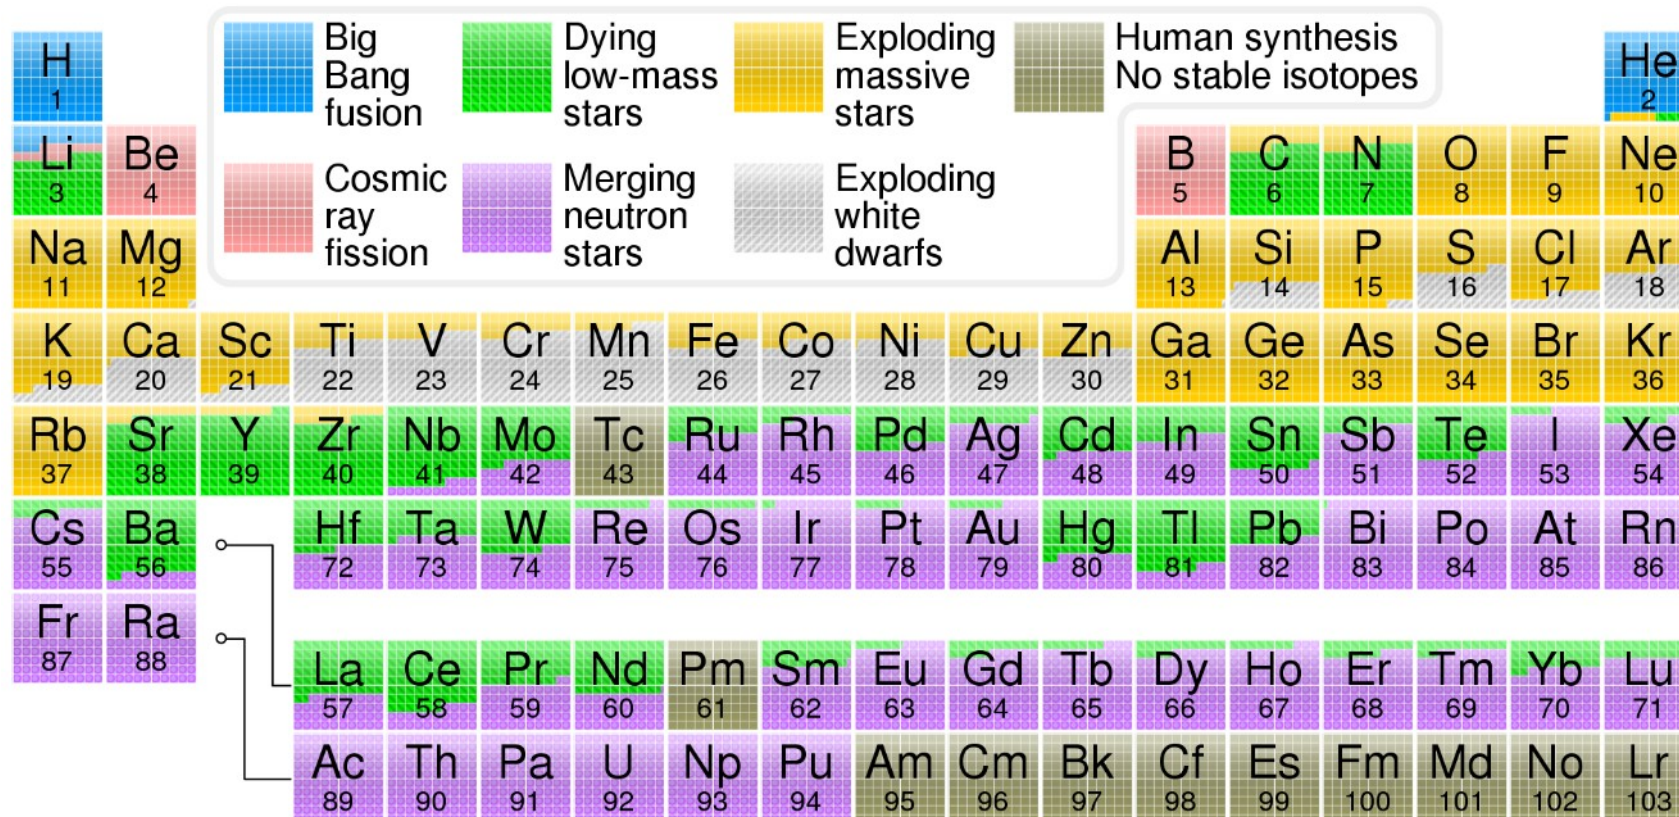 Big Bang fusion
Dying low-mass stars
Exploding massive stars
Human synthesis No stable isotopes
Cosmic ray fission
Merging neutron stars
Exploding white dwarfs
H He
1 2
Li Be B C N O F Ne
3 4 5 6 7 8 9 10
Na Mg Al Si P S Cl Ar
11 12 13 14 15 16 17 18
K Ca Sc Ti V Cr Mn Fe Co Ni Cu Zn Ga Ge As Se Br Kr
19 20 21 22 23 24 25 26 27 28 29 30 31 32 33 34 35 36
Rb Sr Y Zr Nb Mo Tc Ru Rh Pd Ag Cd In Sn Sb Te I Xe
37 38 39 40 41 42 43 44 45 46 47 48 49 50 51 52 53 54
Cs Ba Hf Ta W Re Os Ir Pt Au Hg Tl Pb Bi Po At Rn
55 56 72 73 74 75 76 77 78 79 80 81 82 83 84 85 86
Fr Ra
87 88
La Ce Pr Nd Pm Sm Eu Gd Tb Dy Ho Er Tm Yb Lu
57 58 59 60 61 62 63 64 65 66 67 68 69 70 71
Ac Th Pa U Np Pu Am Cm Bk Cf Es Fm Md No Lr
89 90 91 92 93 94 95 96 97 98 99 100 101 102 103